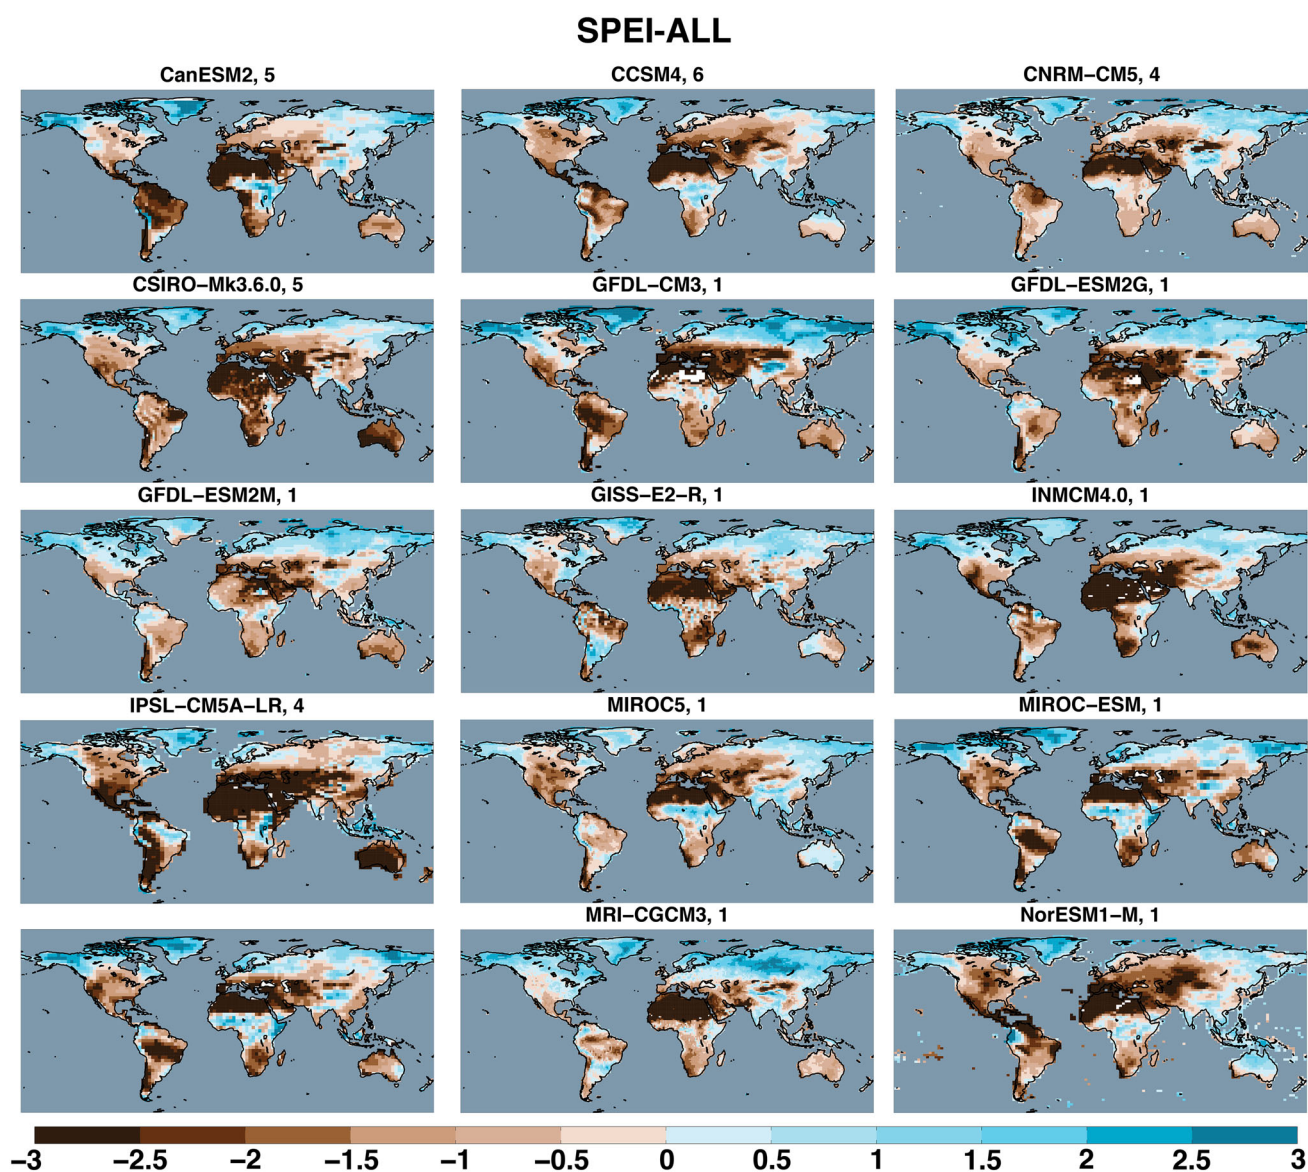 SPEI-ALL
CanESM2, 5
CCSM4, 6
CNRM-CM5, 4
CSIRO-Mk3.6.0, 5
GFDL-CM3, 1
GFDL-ESM2G, 1
GFDL-ESM2M, 1
GISS-E2-R, 1
INMCM4.0, 1
IPSL-CM5A-LR, 4
MIROC5, 1
MIROC-ESM, 1
MRI-CGCM3, 1
NorESM1-M, 1
-3 -2.5 -2 -1.5 -1 -0.5 0 0.5 1 1.5 2 2.5 3